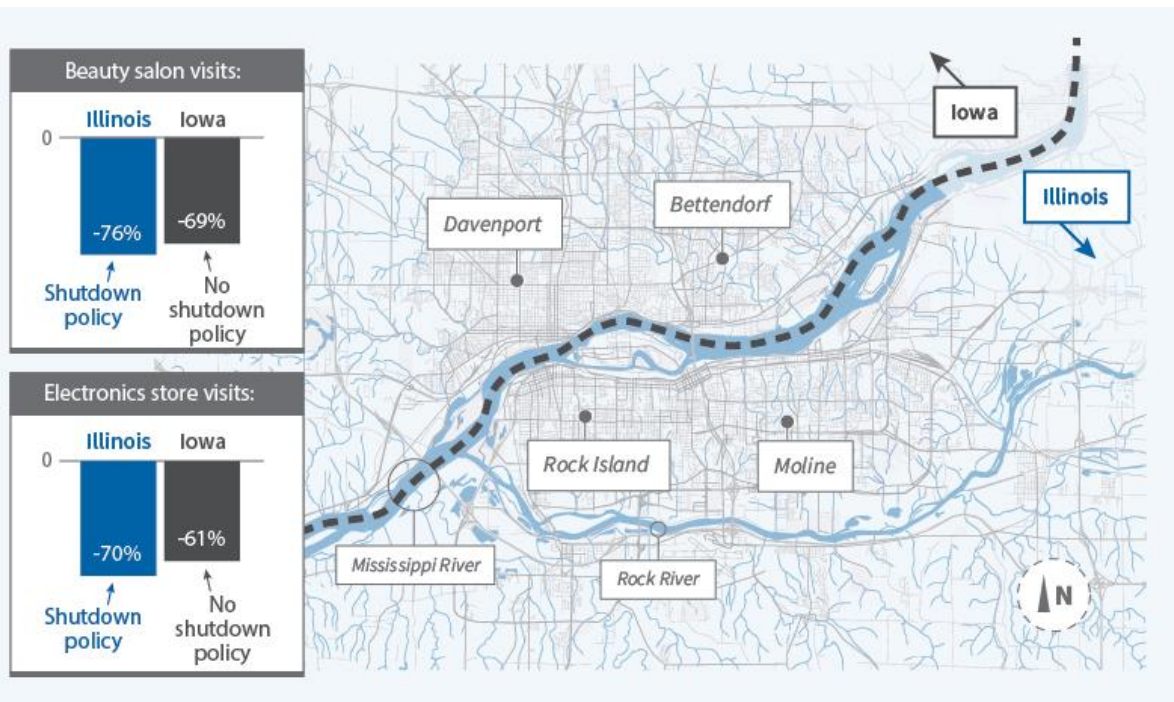 Beauty salon visits:
Illinois Iowa
0
-76%
-69%
Shutdown
policy
No
shutdown
policy
Electronics store visits:
Illinois Iowa
0
-70%
-61%
Shutdown
policy
No
shutdown
policy
Iowa
Illinois
Bettendorf
Davenport
Rock Island
Moline
Mississippi River
Rock River
N